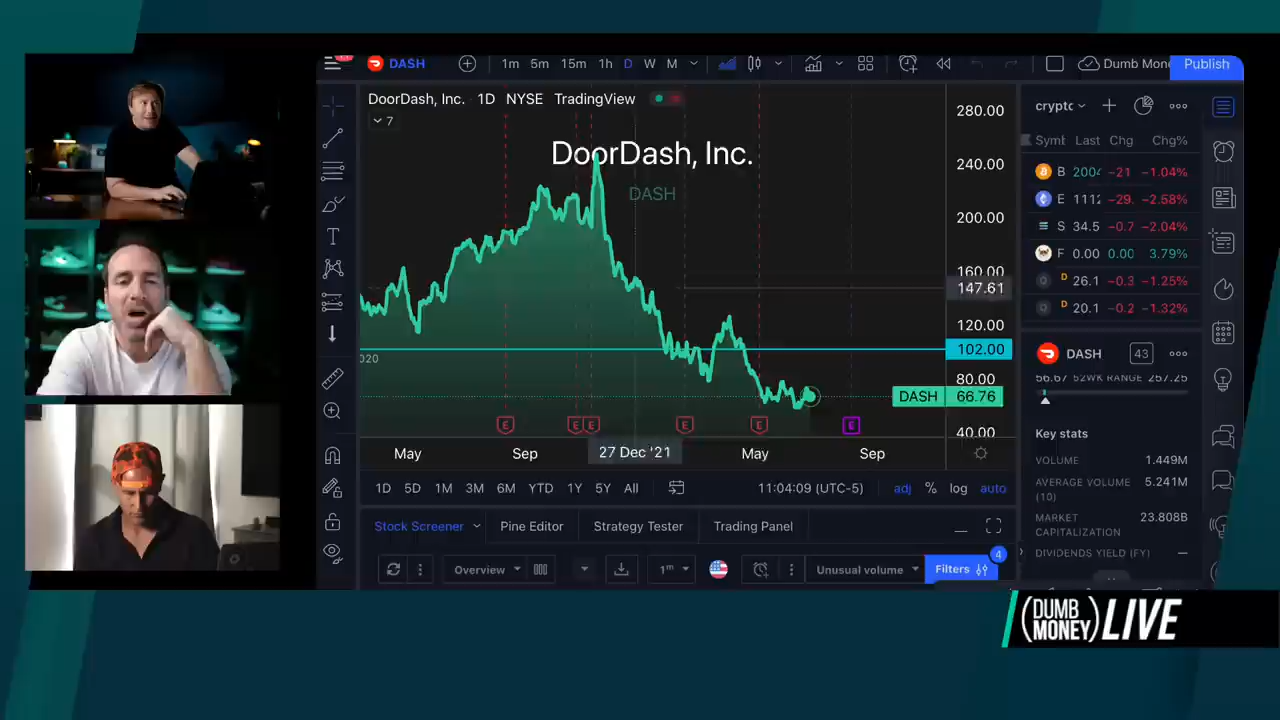 DASH
1m 5m 15m 1h D W M
Publish
DoorDash, Inc. 1D NYSE TradingView
7
DoorDash, Inc.
DASH
280.00
240.00
200.00
160.00
147.61
120.00
102.00
80.00
DASH 66.76
40.00
020
E E E E E E
May Sep 27 Dec '21 May Sep
1D 5D 1M 3M 6M YTD 1Y 5Y All
11:04:09 (UTC-5) adj % log auto
Stock Screener Pine Editor Strategy Tester Trading Panel
Overview
1m
Unusual volume
Filters
4
Dumb Mon
crypto
Symt Last Chg Chg%
B 2004 −21 −1.04%
E 1112 −29. −2.58%
S 34.5 −0.7 −2.04%
F 0.00 0.00 3.79%
D 26.1 −0.3 −1.25%
D 20.1 −0.2 −1.32%
DASH 43
56.67 52WK RANGE 257.25
Key stats
VOLUME 1.449M
AVERAGE VOLUME (10) 5.241M
MARKET CAPITALIZATION 23.808B
DIVIDENDS YIELD (FY) —
(DUMB MONEY) LIVE